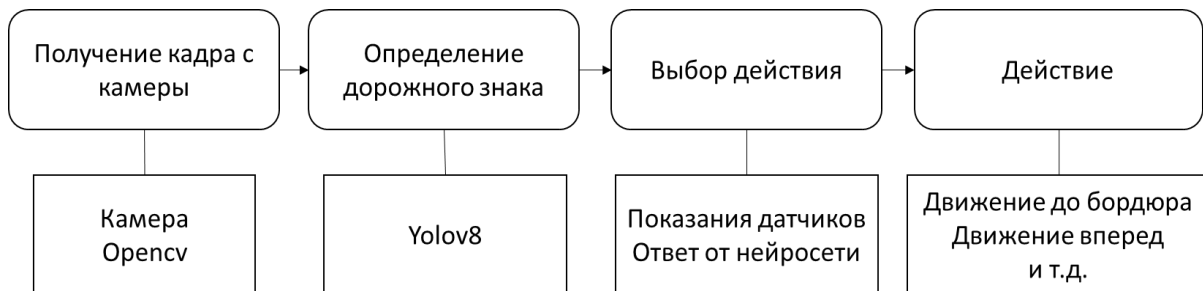 Получение кадра с
камеры
Определение
дорожного знака
Выбор действия
Действие
Камера
Opencv
Yolov8
Показания датчиков
Ответ от нейросети
Движение до бордюра
Движение вперед
и т.д.